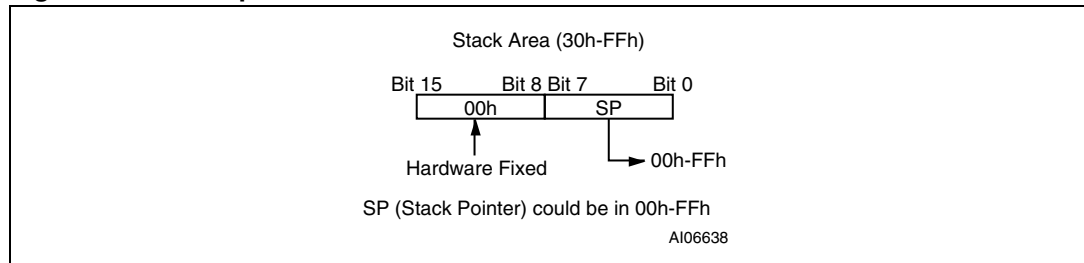 Stack Area (30h-FFh)
Bit 15 Bit 8 Bit 7 Bit 0
00h SP
Hardware Fixed 00h-FFh
SP (Stack Pointer) could be in 00h-FFh
AI06638